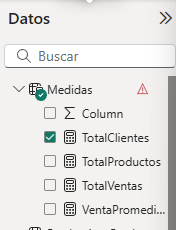 Datos
Buscar
Medidas
Column
TotalClientes
TotalProductos
TotalVentas
VentaPromedi...